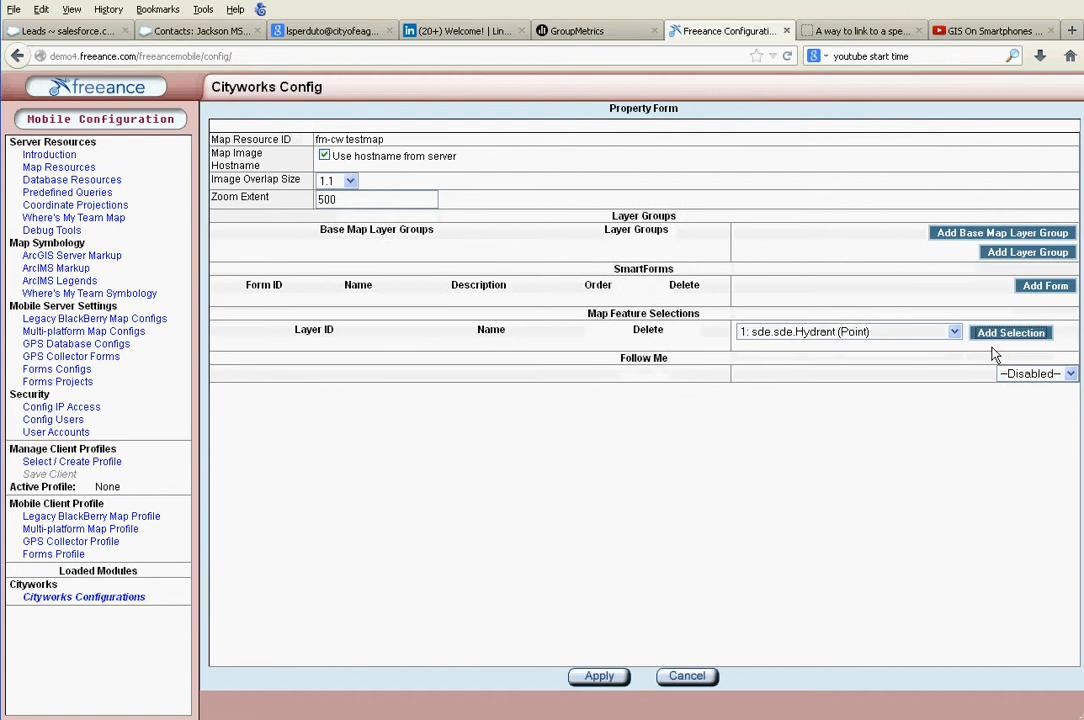 File Edit View History Bookmarks Tools Help
Leads ~ salesforce.c... Contacts: Jackson MS... lsperduto@cityofeag... (20+) Welcome! | Lin... GroupMetrics Freeance Configurati... A way to link to a spe... GIS On Smartphones ...
demo4.freeance.com/freeancemobile/config/ youtube start time
freeance
Cityworks Config
Mobile Configuration
Server Resources
Introduction
Map Resources
Database Resources
Predefined Queries
Coordinate Projections
Where's My Team Map
Debug Tools
Map Symbology
ArcGIS Server Markup
ArcIMS Markup
ArcIMS Legends
Where's My Team Symbology
Mobile Server Settings
Legacy BlackBerry Map Configs
Multi-platform Map Configs
GPS Database Configs
GPS Collector Forms
Forms Configs
Forms Projects
Security
Config IP Access
Config Users
User Accounts
Manage Client Profiles
Select / Create Profile
Save Client
Active Profile: None
Mobile Client Profile
Legacy BlackBerry Map Profile
Multi-platform Map Profile
GPS Collector Profile
Forms Profile
Loaded Modules
Cityworks
Cityworks Configurations
Property Form
Map Resource ID fm-cw testmap
Map Image Hostname Use hostname from server
Image Overlap Size 1.1
Zoom Extent 500
Layer Groups
Base Map Layer Groups Layer Groups Add Base Map Layer Group
Add Layer Group
SmartForms
Form ID Name Description Order Delete Add Form
Map Feature Selections
Layer ID Name Delete 1: sde.sde.Hydrant (Point) Add Selection
Follow Me
--Disabled--
Apply Cancel